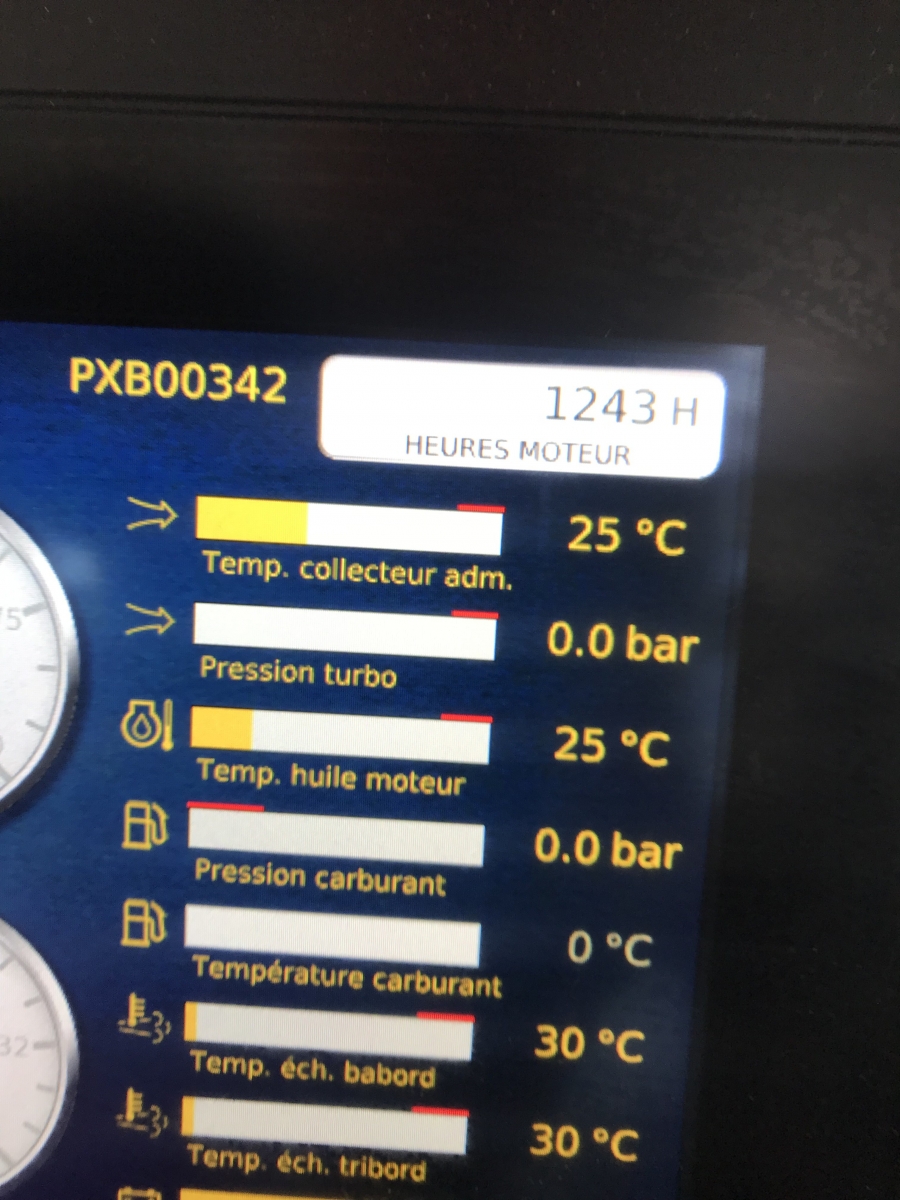 PXB00342
1243 H
HEURES MOTEUR
25 °C
Temp. collecteur adm.
0.0 bar
Pression turbo
25 °C
Temp. huile moteur
0.0 bar
Pression carburant
0 °C
Température carburant
30 °C
Temp. éch. babord
30 °C
Temp. éch. tribord
32